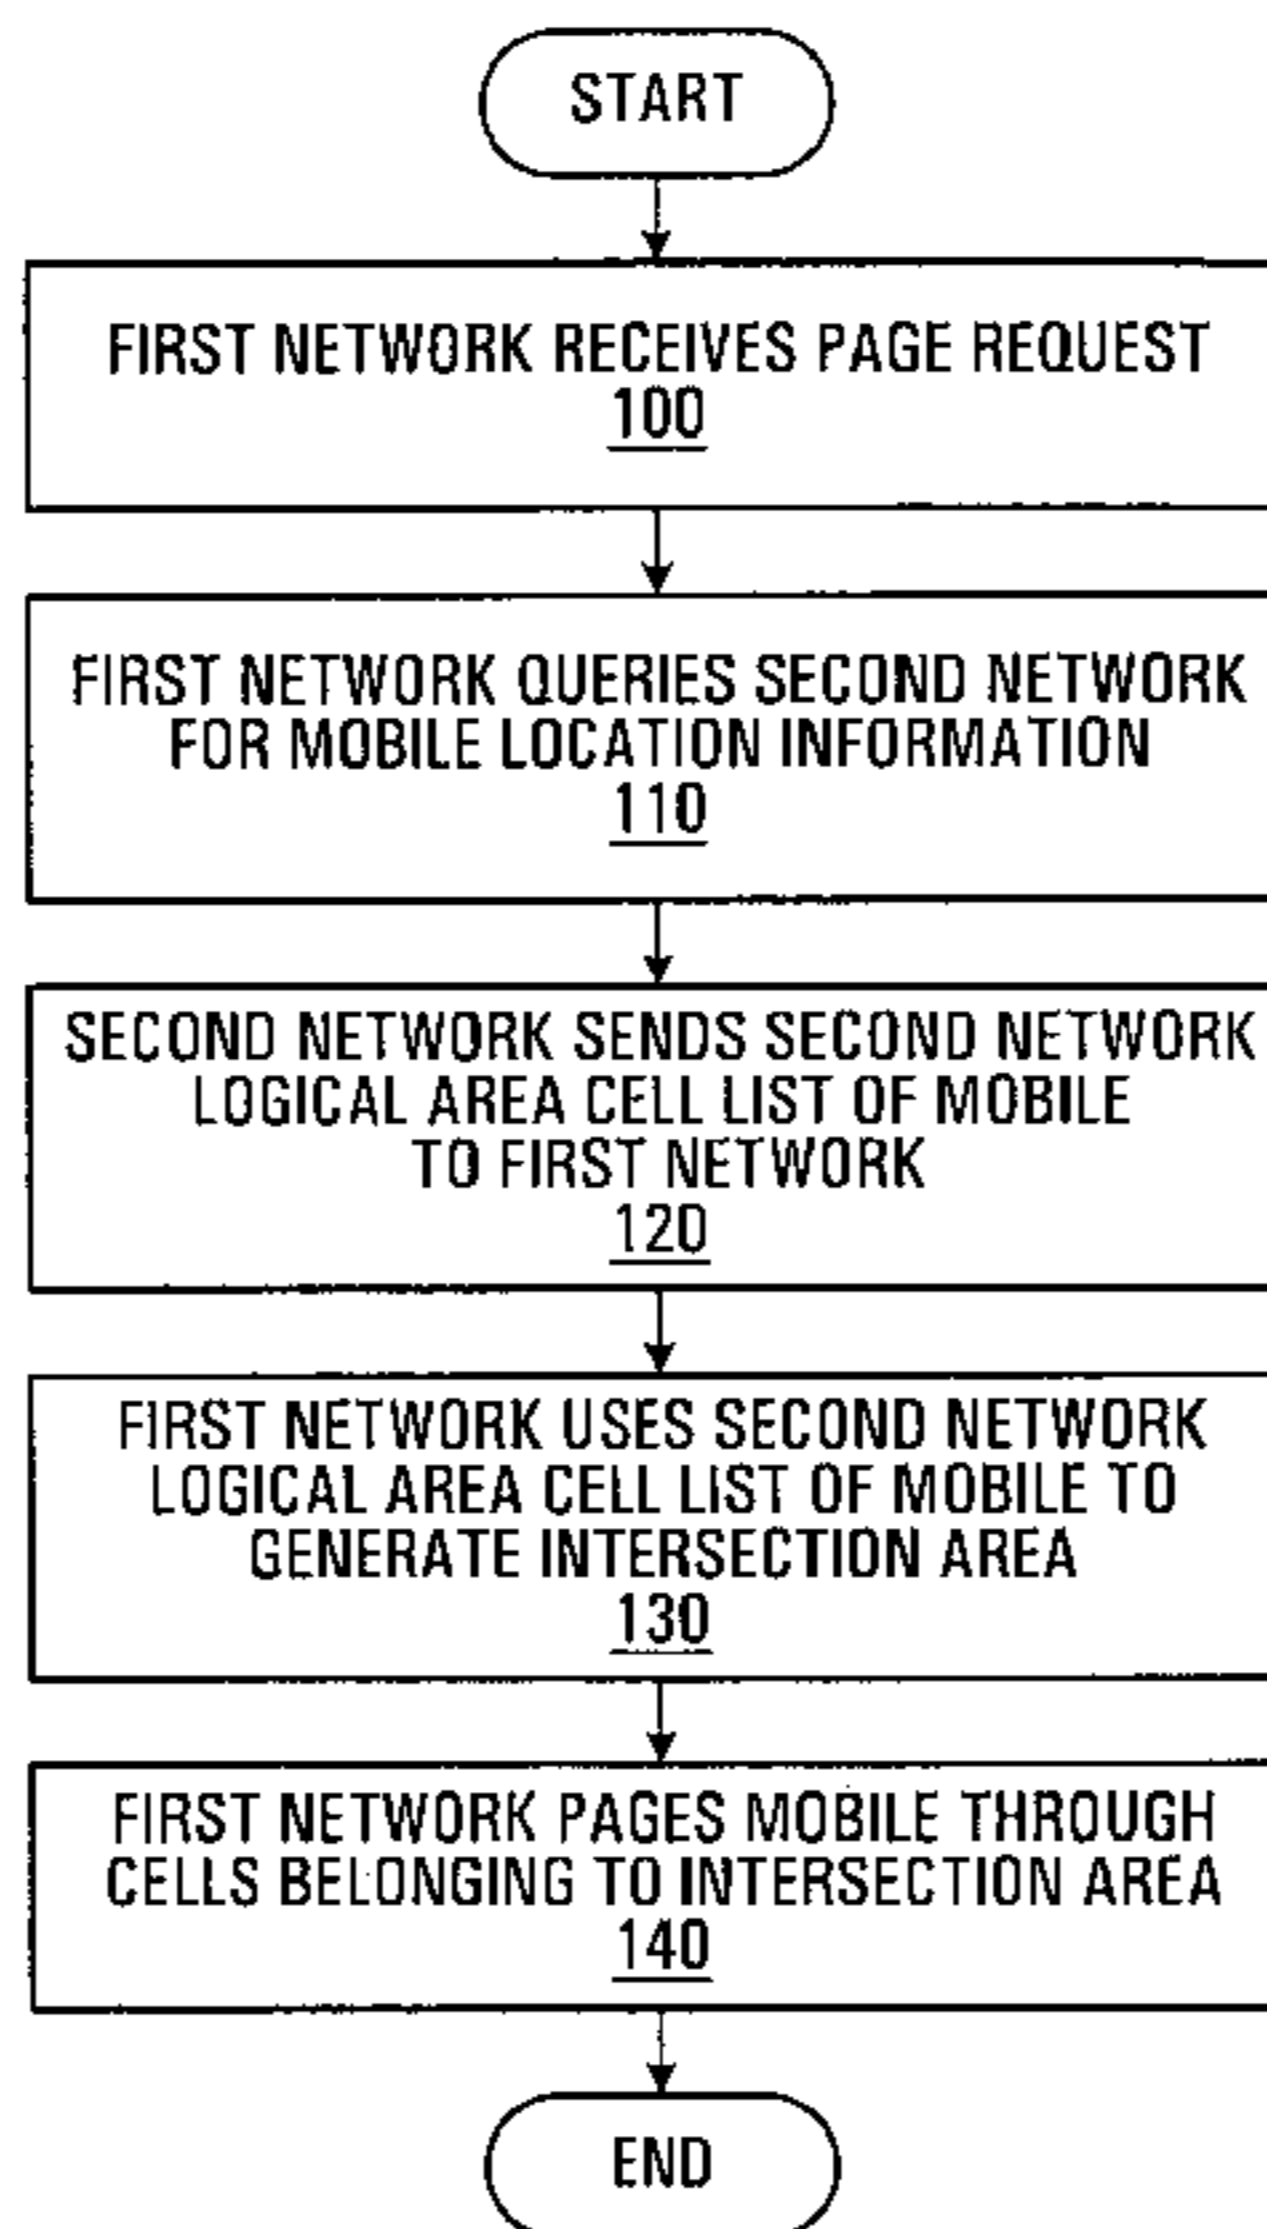 START
FIRST NETWORK RECEIVES PAGE REQUEST
100
FIRST NETWORK QUERIES SECOND NETWORK
FOR MOBILE LOCATION INFORMATION
110
SECOND NETWORK SENDS SECOND NETWORK
LOGICAL AREA CELL LIST OF MOBILE
TO FIRST NETWORK
120
FIRST NETWORK USES SECOND NETWORK
LOGICAL AREA CELL LIST OF MOBILE TO
GENERATE INTERSECTION AREA
130
FIRST NETWORK PAGES MOBILE THROUGH
CELLS BELONGING TO INTERSECTION AREA
140
END